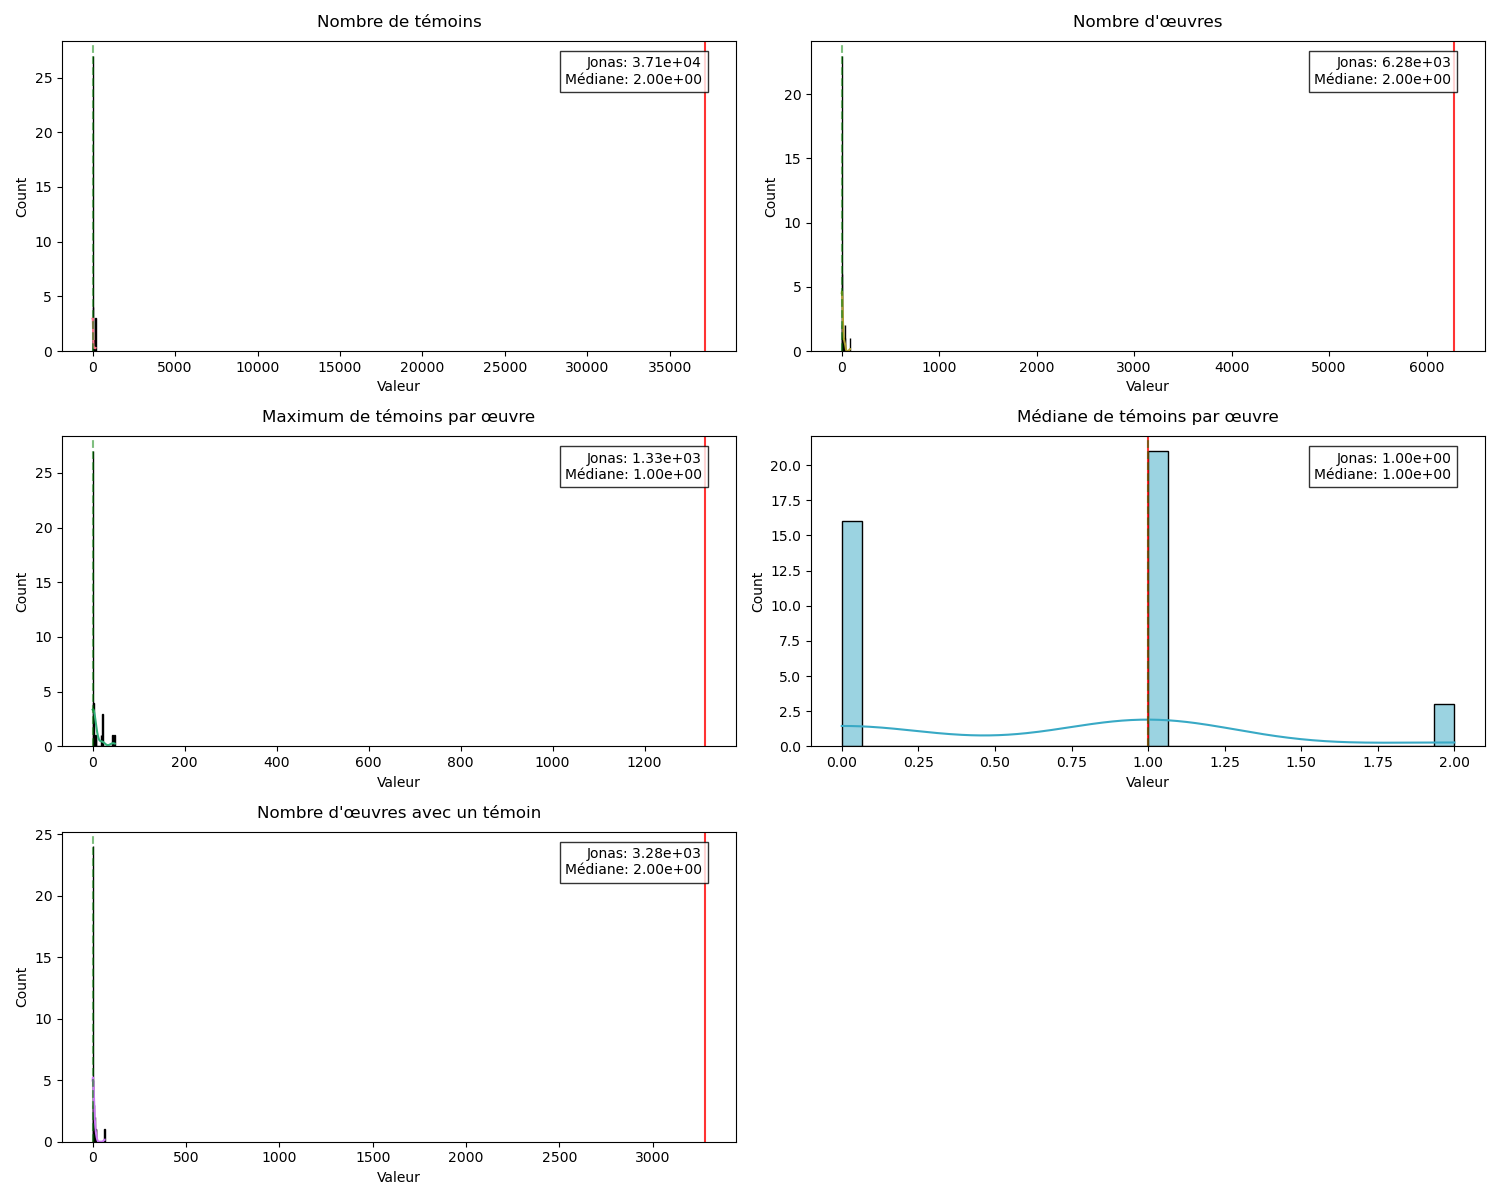 Nombre de témoins
Jonas: 3.71e+04
Médiane: 2.00e+00
25
20
15
10
5
0
Count
0 5000 10000 15000 20000 25000 30000 35000
Valeur
Nombre d'œuvres
Jonas: 6.28e+03
Médiane: 2.00e+00
20
15
10
5
0
Count
0 1000 2000 3000 4000 5000 6000
Valeur
Maximum de témoins par œuvre
Jonas: 1.33e+03
Médiane: 1.00e+00
25
20
15
10
5
0
Count
0 200 400 600 800 1000 1200
Valeur
Médiane de témoins par œuvre
Jonas: 1.00e+00
Médiane: 1.00e+00
20.0
17.5
15.0
12.5
10.0
7.5
5.0
2.5
0.0
Count
0.00 0.25 0.50 0.75 1.00 1.25 1.50 1.75 2.00
Valeur
Nombre d'œuvres avec un témoin
Jonas: 3.28e+03
Médiane: 2.00e+00
25
20
15
10
5
0
Count
0 500 1000 1500 2000 2500 3000
Valeur